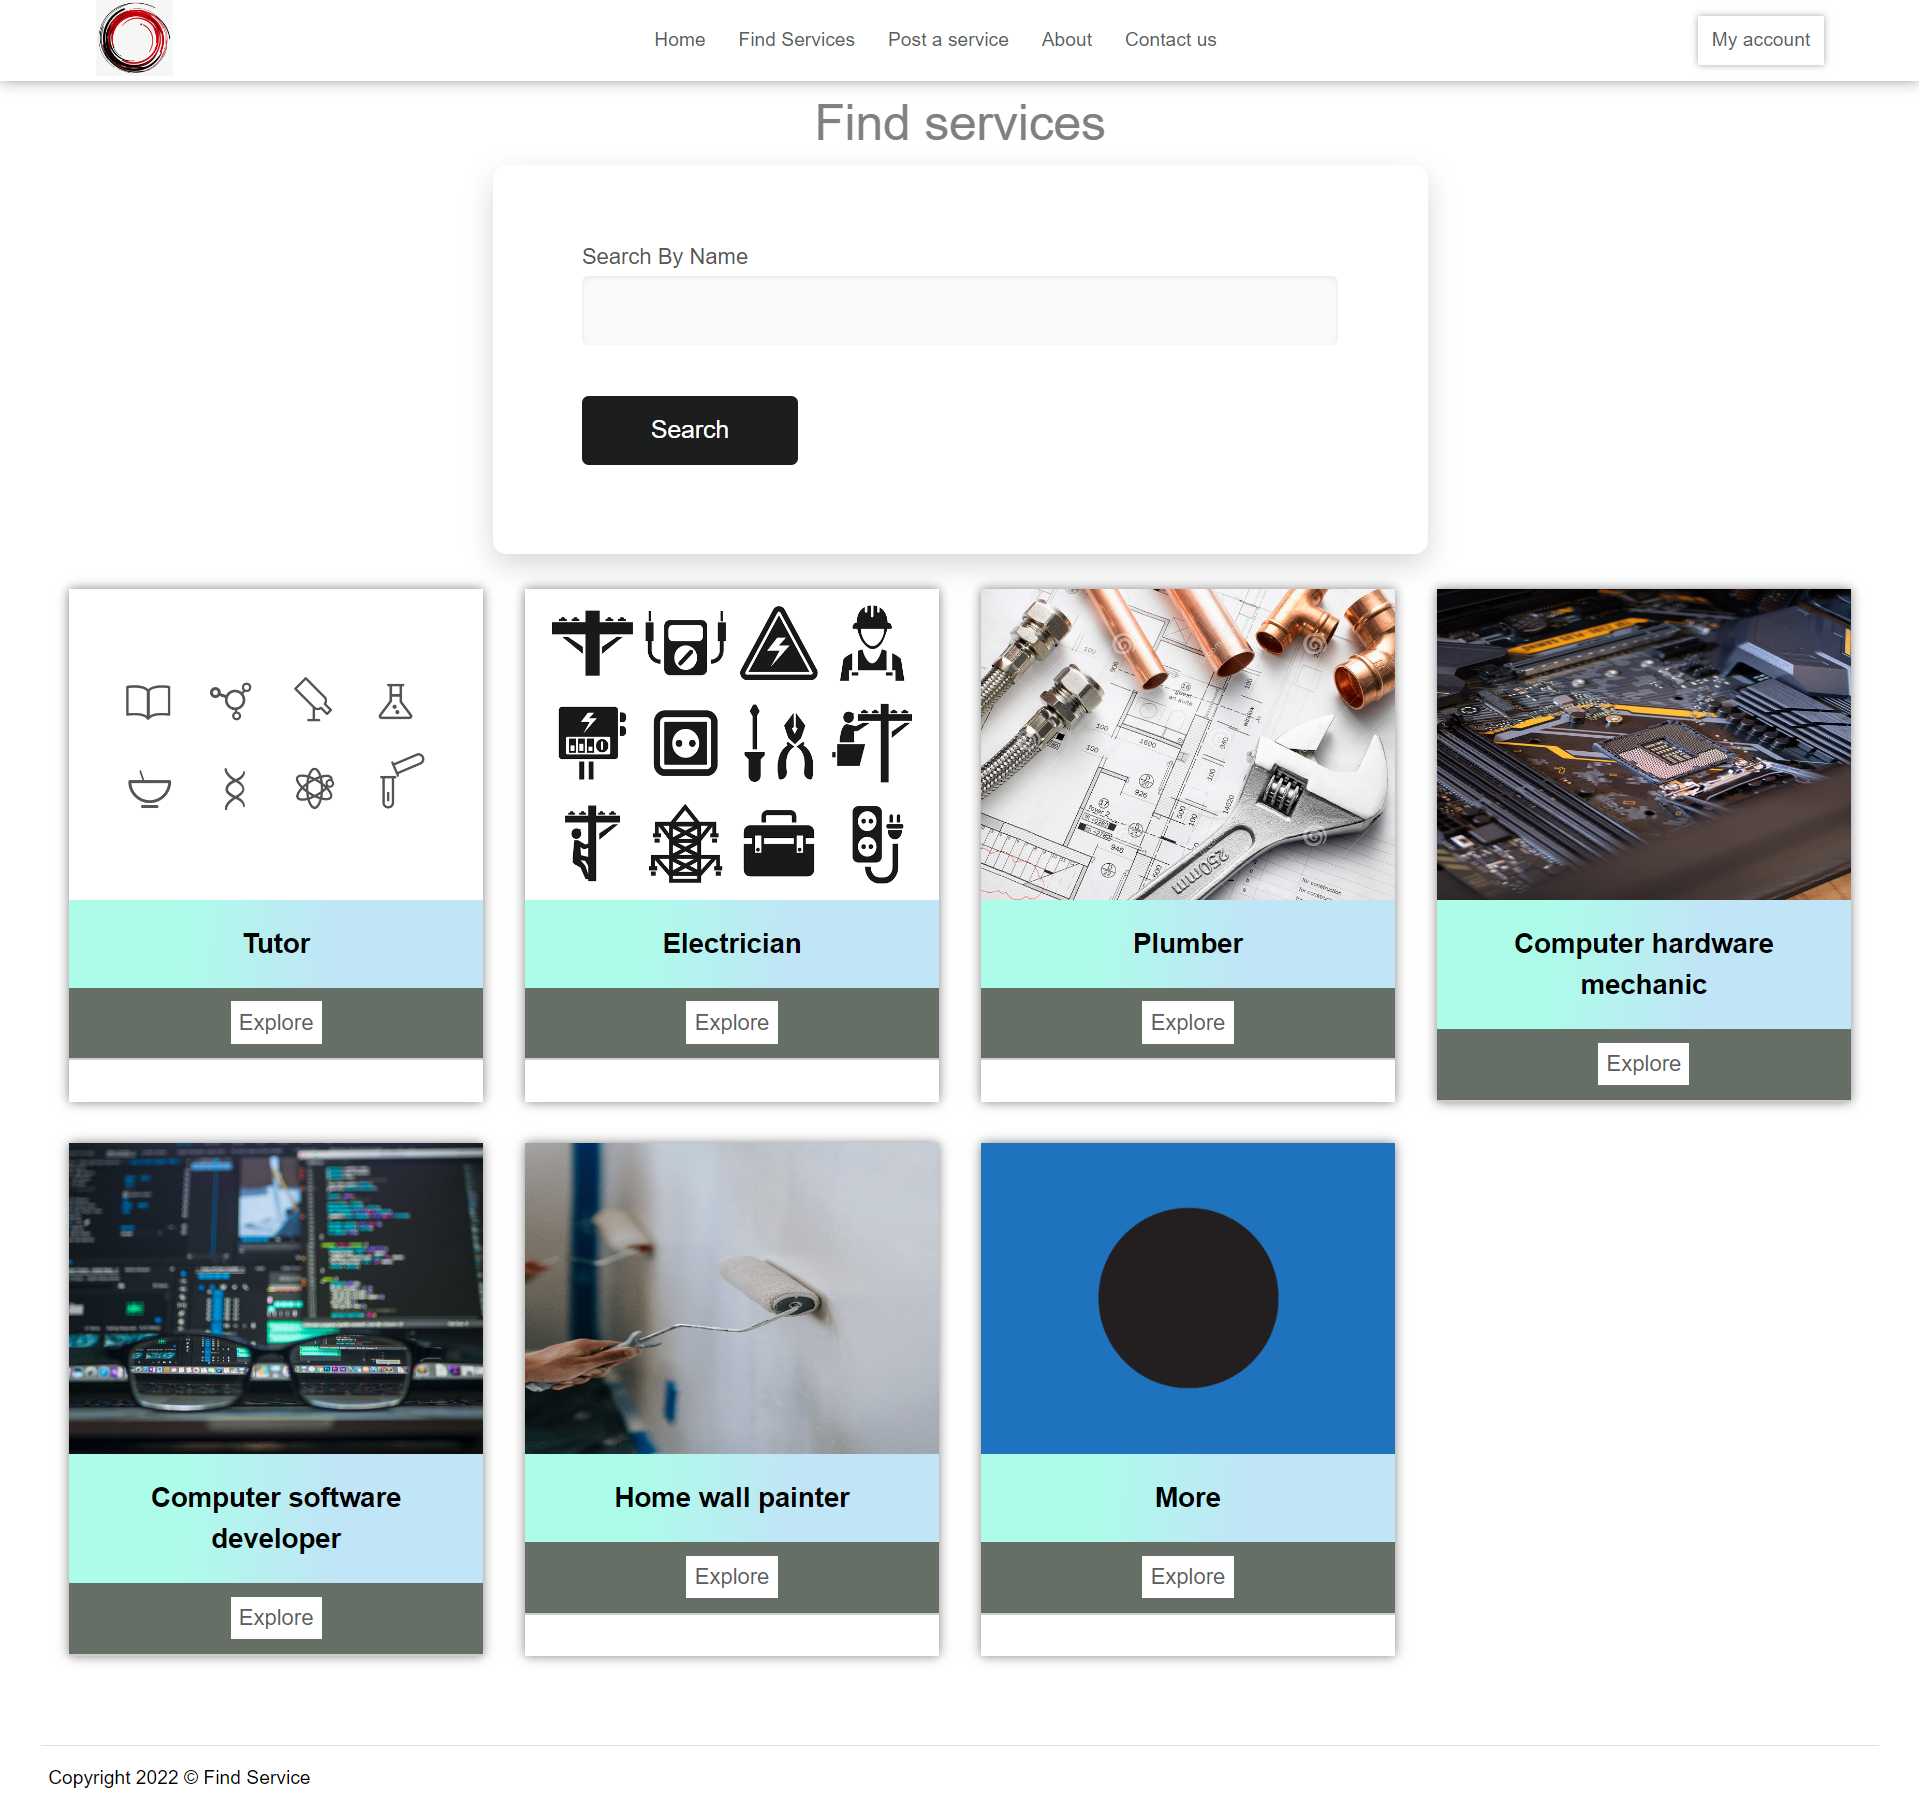 Home Find Services Post a service About Contact us My account
Find services
Search By Name
Search
Tutor
Explore
Electrician
Explore
250mm
Plumber
Explore
Computer hardware
mechanic
Explore
Computer software
developer
Explore
Home wall painter
Explore
More
Explore
Copyright 2022 © Find Service